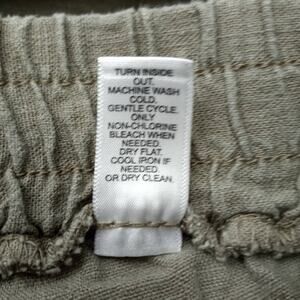 TURN INSIDE
OUT.
MACHINE WASH
COLD.
GENTLE CYCLE.
ONLY
NON-CHLORINE
BLEACH WHEN
NEEDED.
DRY FLAT.
COOL IRON IF
NEEDED.
OR DRY CLEAN.